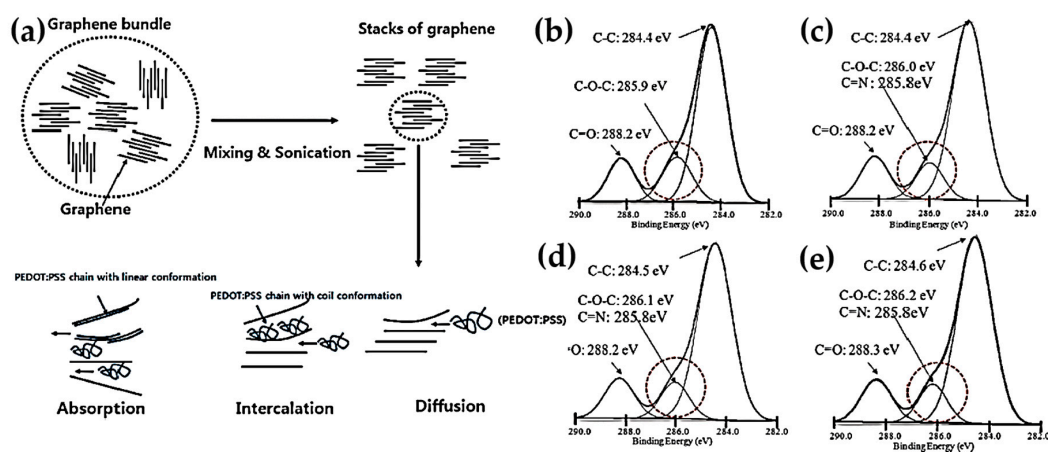 (a)
Graphene bundle
Stacks of graphene
Mixing & Sonication
Graphene
PEDOT:PSS chain with linear conformation
PEDOT:PSS chain with coil conformation
(PEDOT:PSS)
Absorption
Intercalation
Diffusion
(b)
C-C: 284.4 eV
C-O-C: 285.9 eV
C=O: 288.2 eV
290.0 288.0 286.0 284.0 282.0
Binding Energy (eV)
(c)
C-C: 284.4 eV
C-O-C: 286.0 eV
C=N: 285.8eV
C=O: 288.2 eV
290.0 288.0 286.0 284.0 282.0
Binding Energy (eV)
(d)
C-C: 284.5 eV
C-O-C: 286.1 eV
C=N: 285.8eV
O: 288.2 eV
290.0 288.0 286.0 284.0 282.0
Binding Energy (eV)
(e)
C-C: 284.6 eV
C-O-C: 286.2 eV
C=N: 285.8eV
C=O: 288.3 eV
290.0 288.0 286.0 284.0 282.0
Binding Energy (eV)